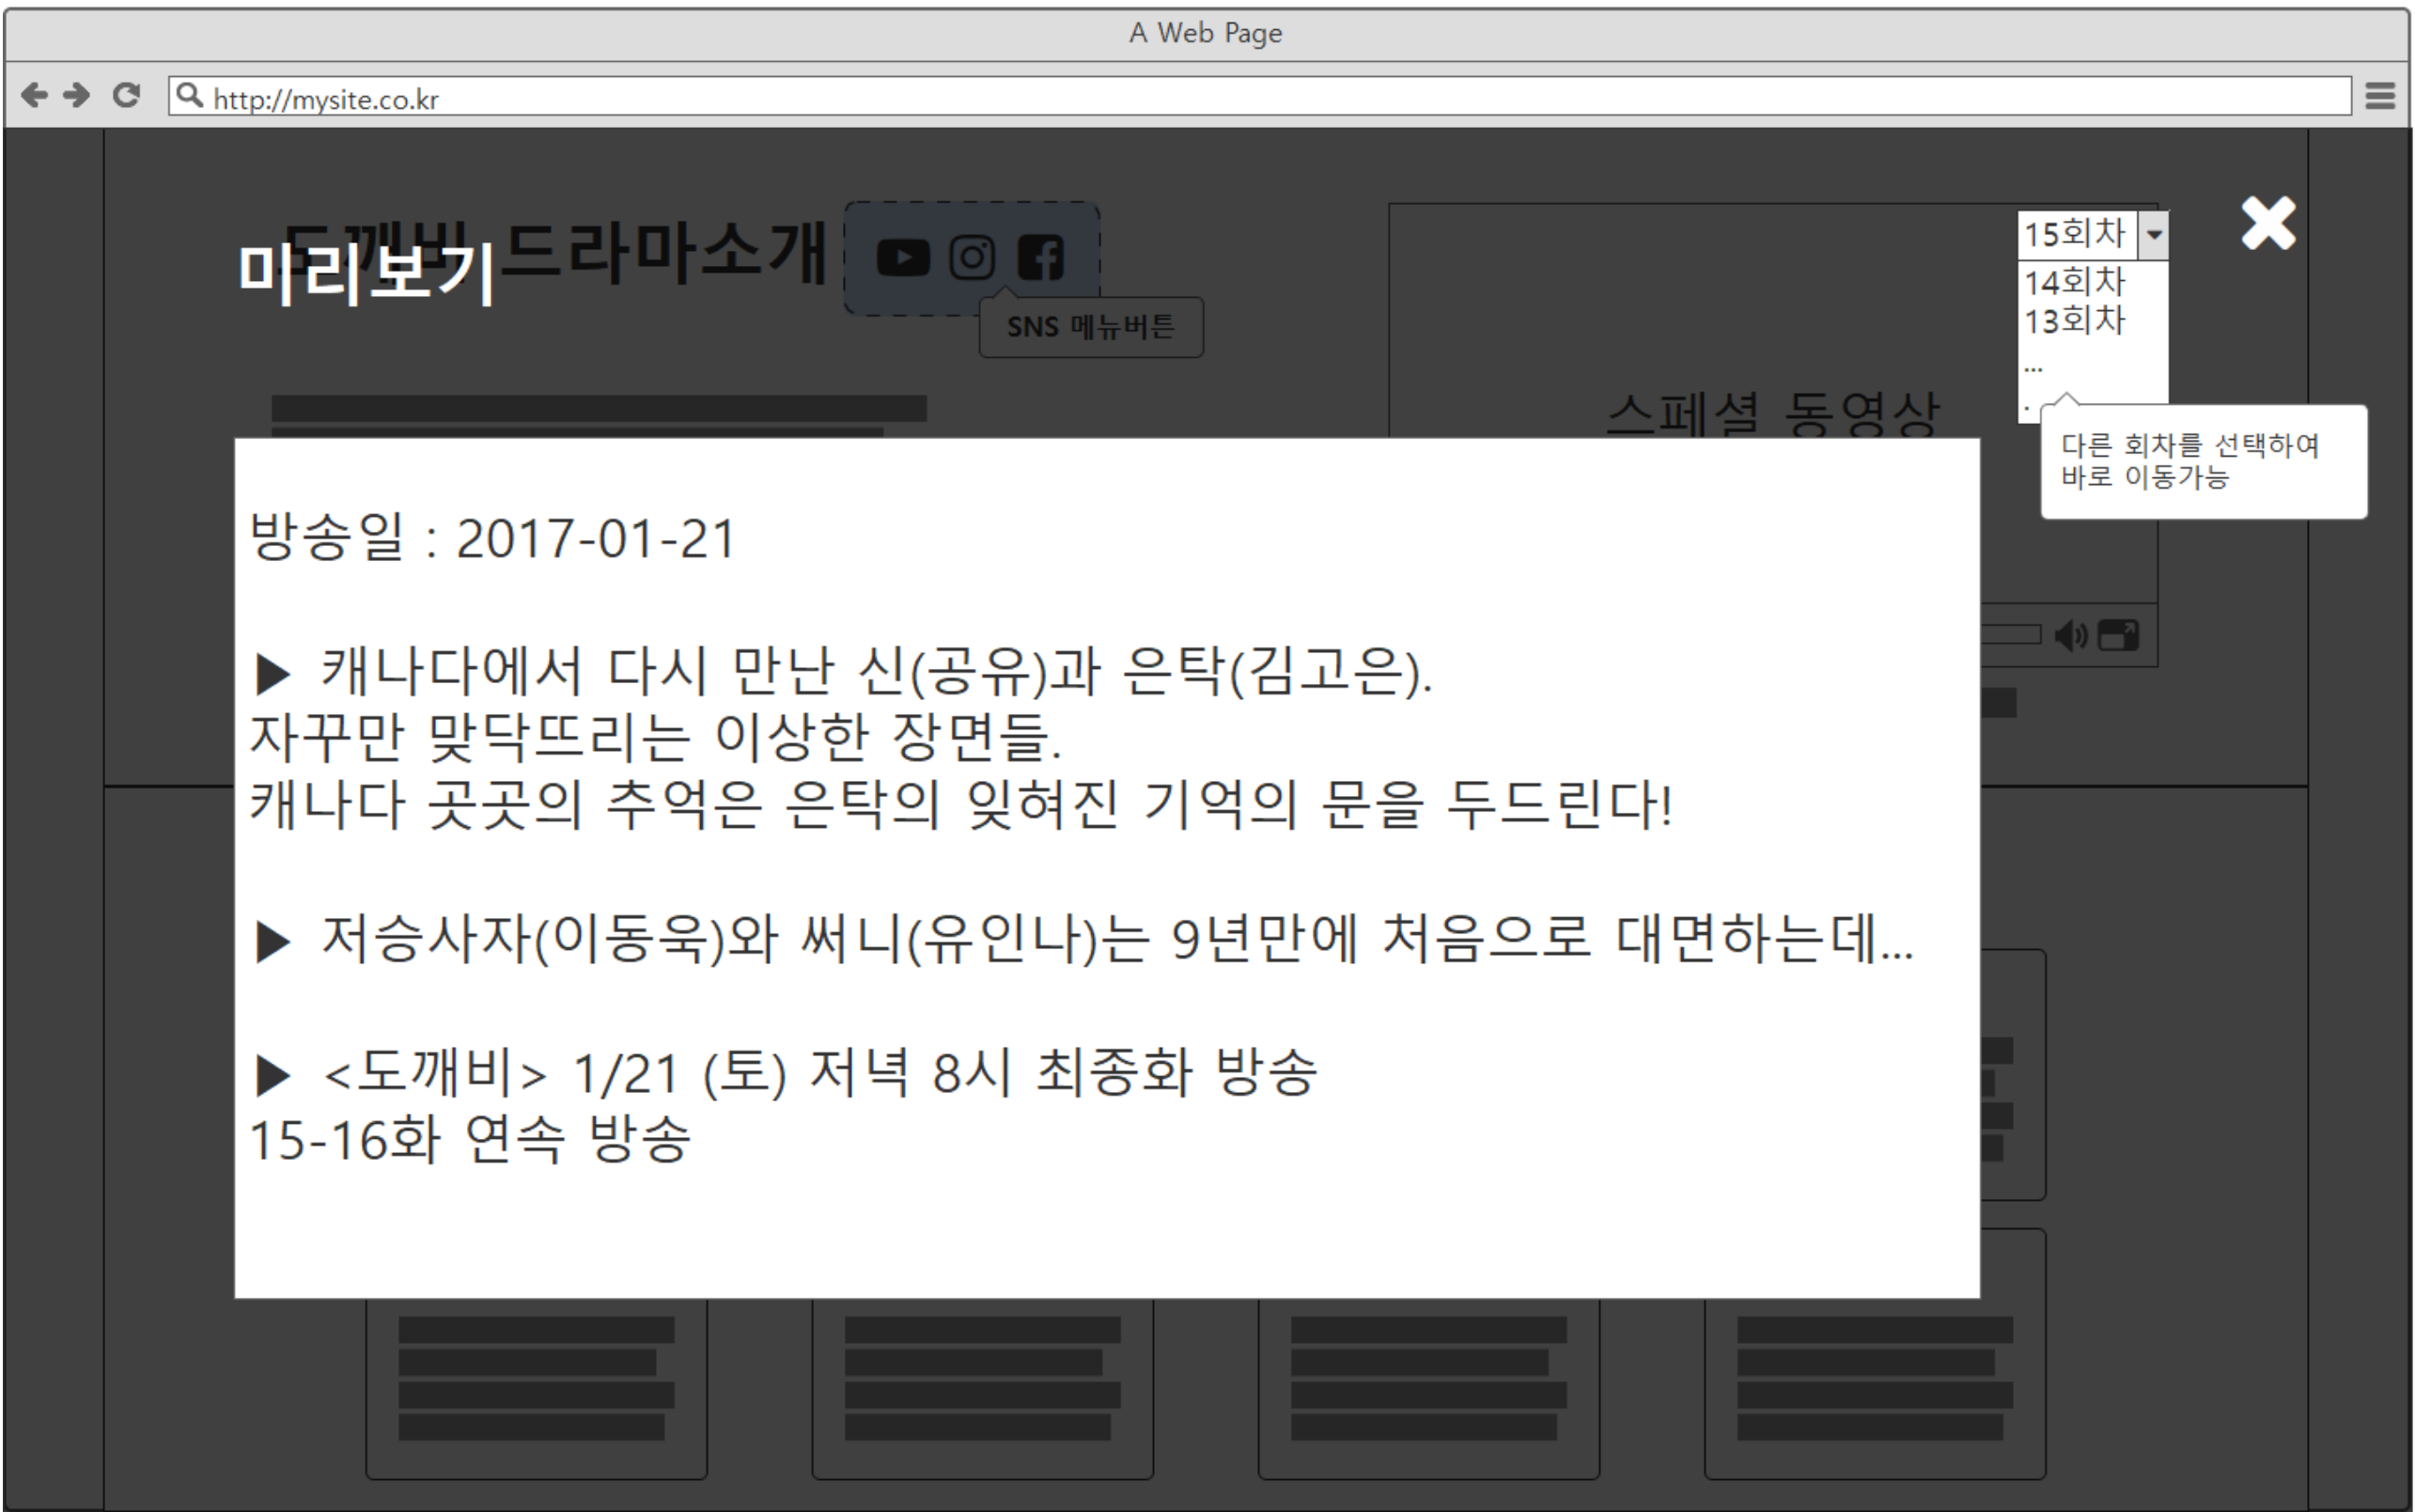 A Web Page
http://mysite.co.kr
도깨비 드라마소개
미리보기
SNS 메뉴버튼
15회차
14회차
13회차
...
.
스페셜 동영상
다른 회차를 선택하여
바로 이동가능
방송일 : 2017-01-21
▶ 캐나다에서 다시 만난 신(공유)과 은탁(김고은).
자꾸만 맞닥뜨리는 이상한 장면들.
캐나다 곳곳의 추억은 은탁의 잊혀진 기억의 문을 두드린다!
▶ 저승사자(이동욱)와 써니(유인나)는 9년만에 처음으로 대면하는데...
▶ <도깨비> 1/21 (토) 저녁 8시 최종화 방송
15-16화 연속 방송